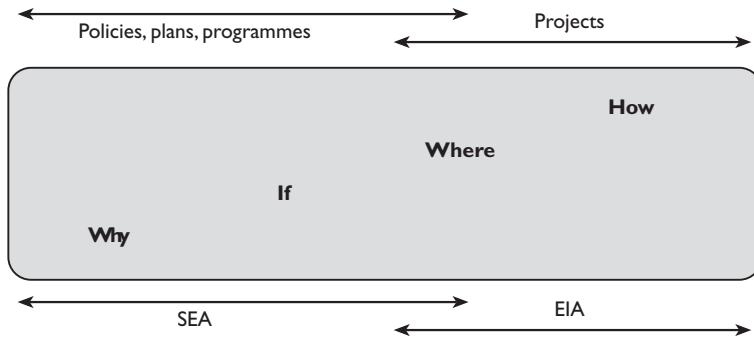 Policies, plans, programmes
Projects
How
Where
If
Why
SEA
EIA